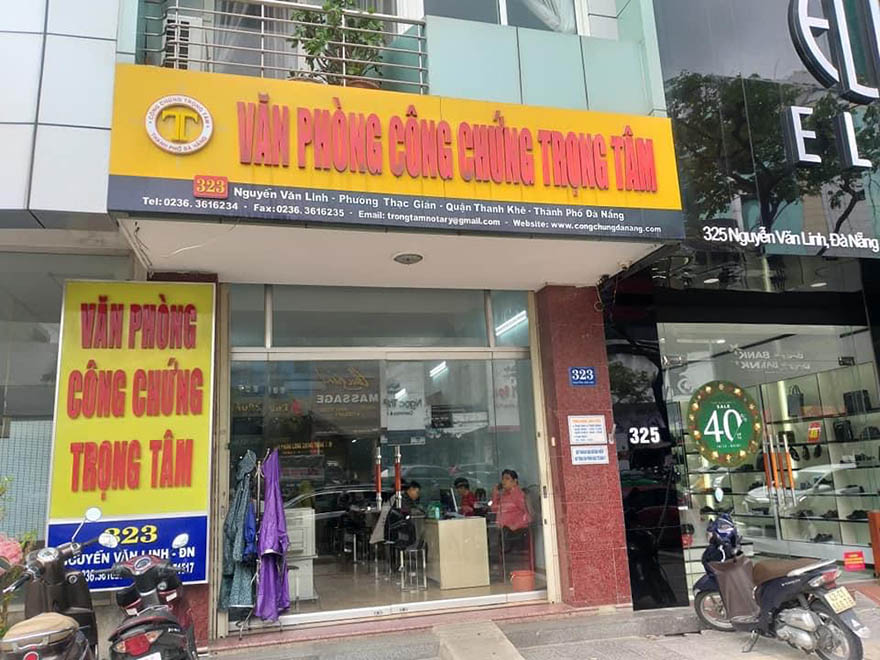 CÔNG CHỨNG TRỌNG TÂM
THÀNH PHỐ ĐÀ NẴNG
T
VĂN PHÒNG CÔNG CHỨNG TRỌNG TÂM
323 Nguyễn Văn Linh - Phường Thạc Gián - Quận Thanh Khê - Thành Phố Đà Nẵng
Tel: 0236. 3616234 - Fax: 0236. 3616235 - Email: trongtamnotary@gmail.com - Website: www.congchungdanang.com
EL
EL
325 Nguyễn Văn Linh, Đà Nẵng
VĂN PHÒNG
CÔNG CHỨNG
TRỌNG TÂM
323
NGUYỄN VĂN LINH - ĐN
MASSAGE
323
325
SALE
40